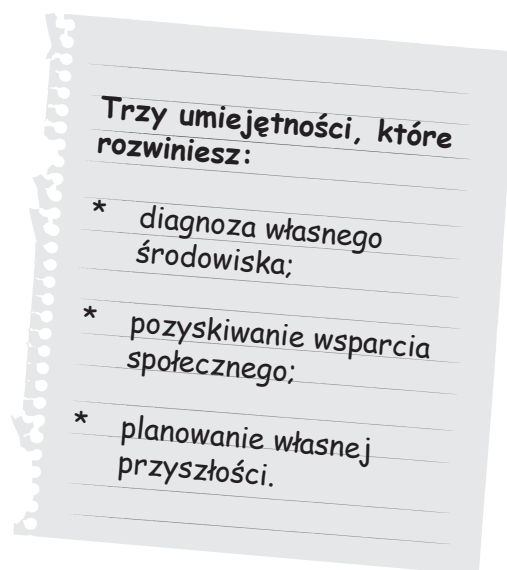 Trzy umiejętności, które
rozwiniesz:
* diagnoza własnego
środowiska;
* pozyskiwanie wsparcia
społecznego;
* planowanie własnej
przyszłości.